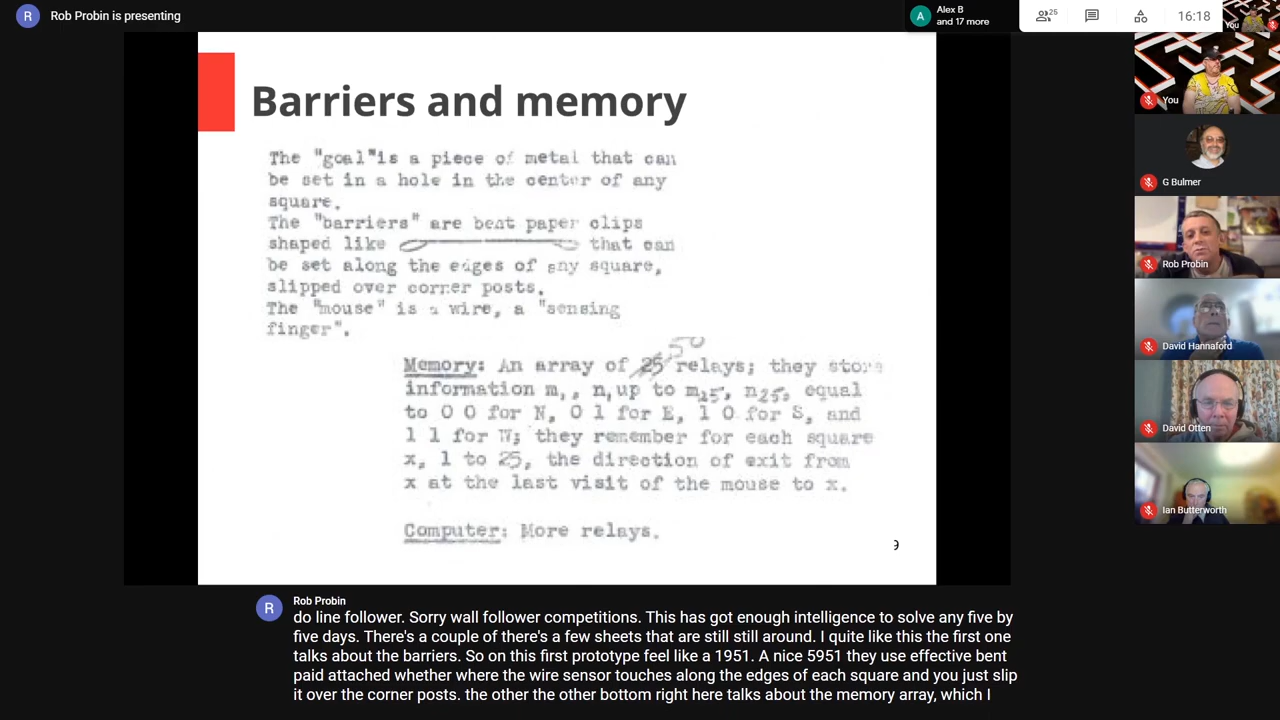 Rob Probin is presenting
Alex B
and 17 more
25
16:18
You
Barriers and memory
The "goal" is a piece of metal that can
be set in a hole in the center of any
square.
The "barriers" are bent paper clips
shaped like that can
be set along the edges of any square,
slipped over corner posts.
The "mouse" is a wire, a "sensing
finger".
50
Memory: An array of 25 relays; they store
information m1, n1 up to m25, n25, equal
to 0 0 for N, 0 1 for E, 1 0 for S, and
1 1 for W; they remember for each square
x, 1 to 25, the direction of exit from
x at the last visit of the mouse to x.
Computer: More relays.
9
You
G Bulmer
Rob Probin
David Hannaford
David Otten
Ian Butterworth
Rob Probin
do line follower. Sorry wall follower competitions. This has got enough intelligence to solve any five by
five days. There's a couple of there's a few sheets that are still still around. I quite like this the first one
talks about the barriers. So on this first prototype feel like a 1951. A nice 5951 they use effective bent
paid attached whether where the wire sensor touches along the edges of each square and you just slip
it over the corner posts. the other the other bottom right here talks about the memory array, which I